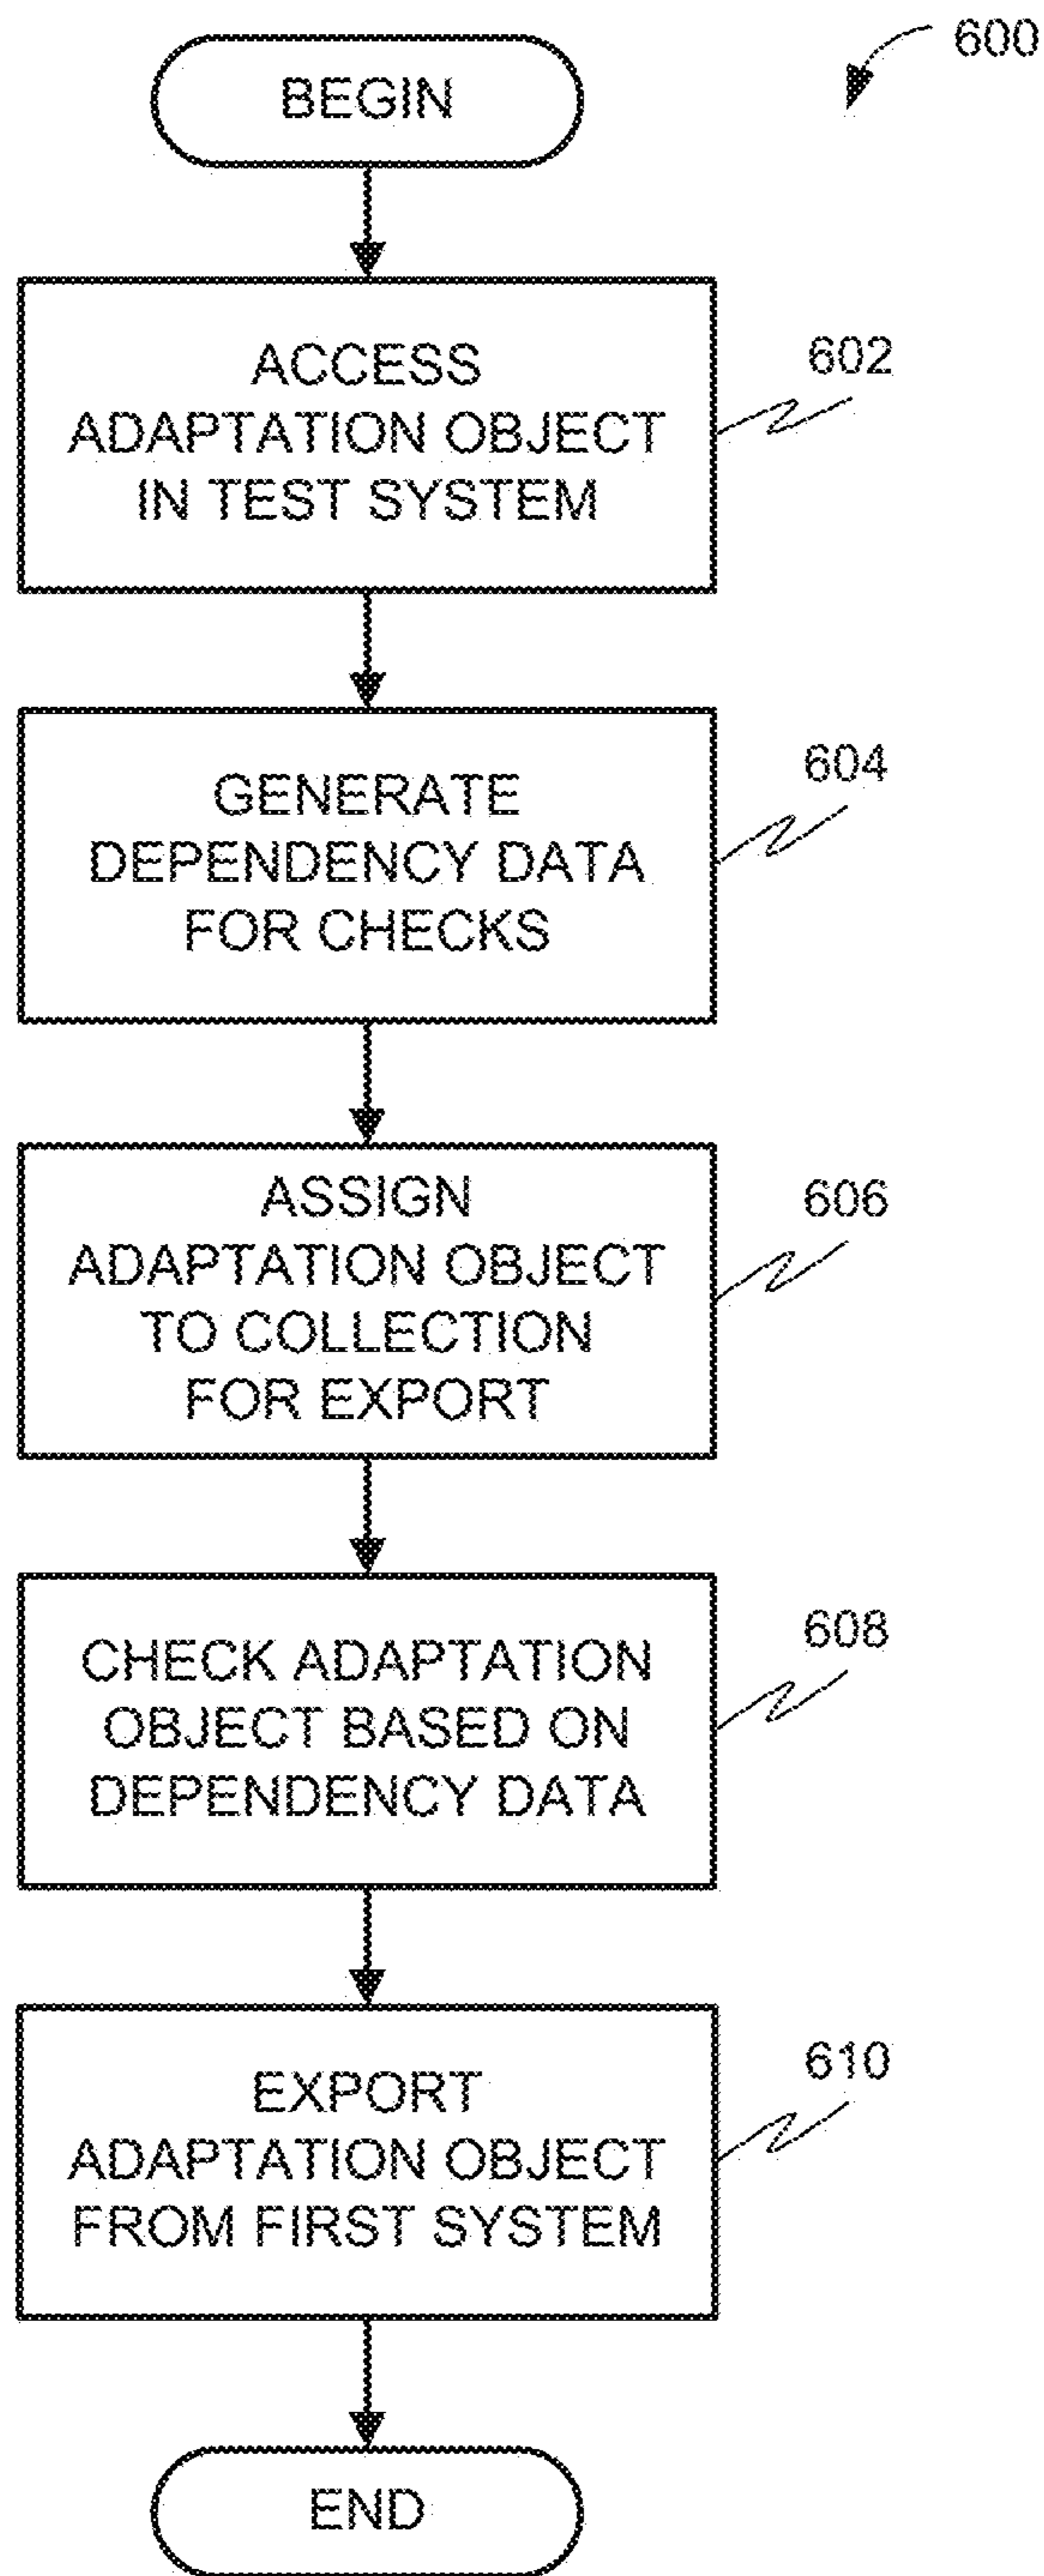 600
BEGIN
ACCESS
ADAPTATION OBJECT
IN TEST SYSTEM
602
GENERATE
DEPENDENCY DATA
FOR CHECKS
604
ASSIGN
ADAPTATION OBJECT
TO COLLECTION
FOR EXPORT
606
CHECK ADAPTATION
OBJECT BASED ON
DEPENDENCY DATA
608
EXPORT
ADAPTATION OBJECT
FROM FIRST SYSTEM
610
END